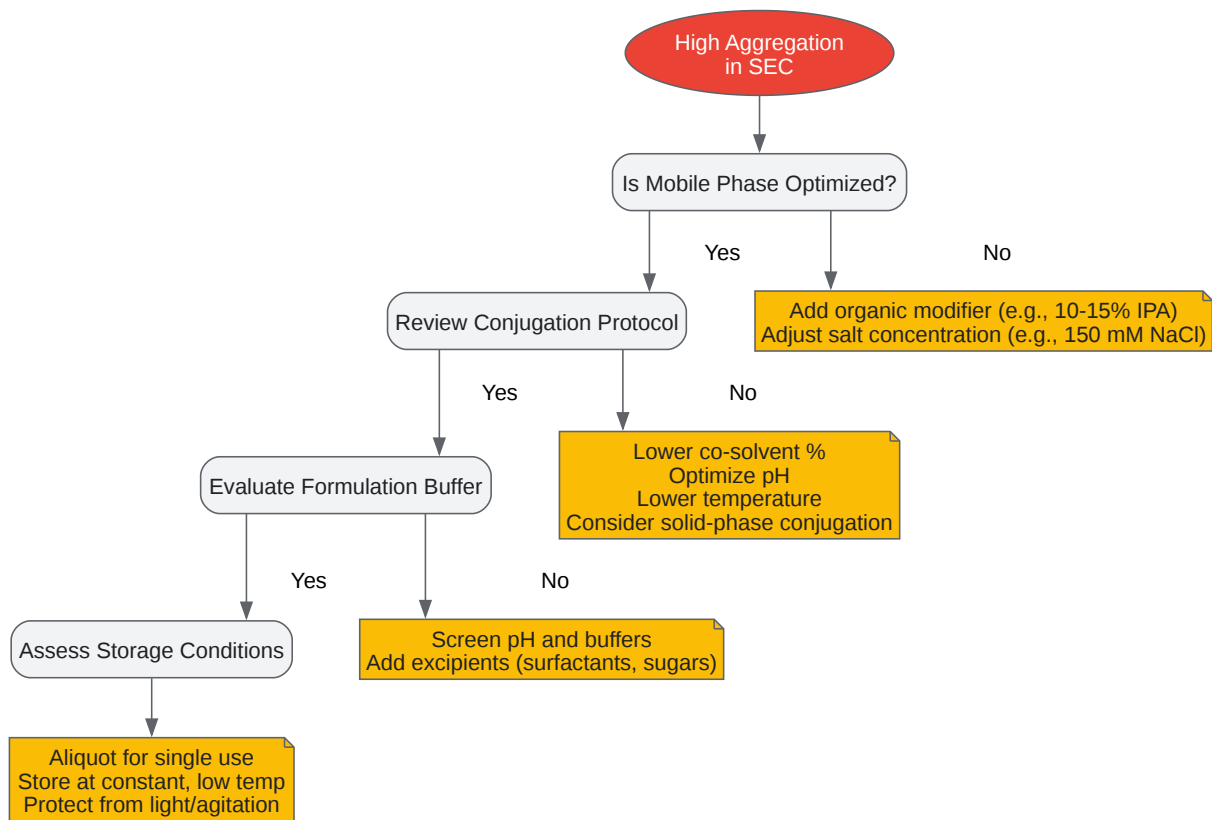 High Aggregation
in SEC
Is Mobile Phase Optimized?
Yes
No
Add organic modifier (e.g., 10-15% IPA)
Adjust salt concentration (e.g., 150 mM NaCl)
Review Conjugation Protocol
Yes
No
Lower co-solvent %
Optimize pH
Lower temperature
Consider solid-phase conjugation
Evaluate Formulation Buffer
Yes
No
Screen pH and buffers
Add excipients (surfactants, sugars)
Assess Storage Conditions
Aliquot for single use
Store at constant, low temp
Protect from light/agitation